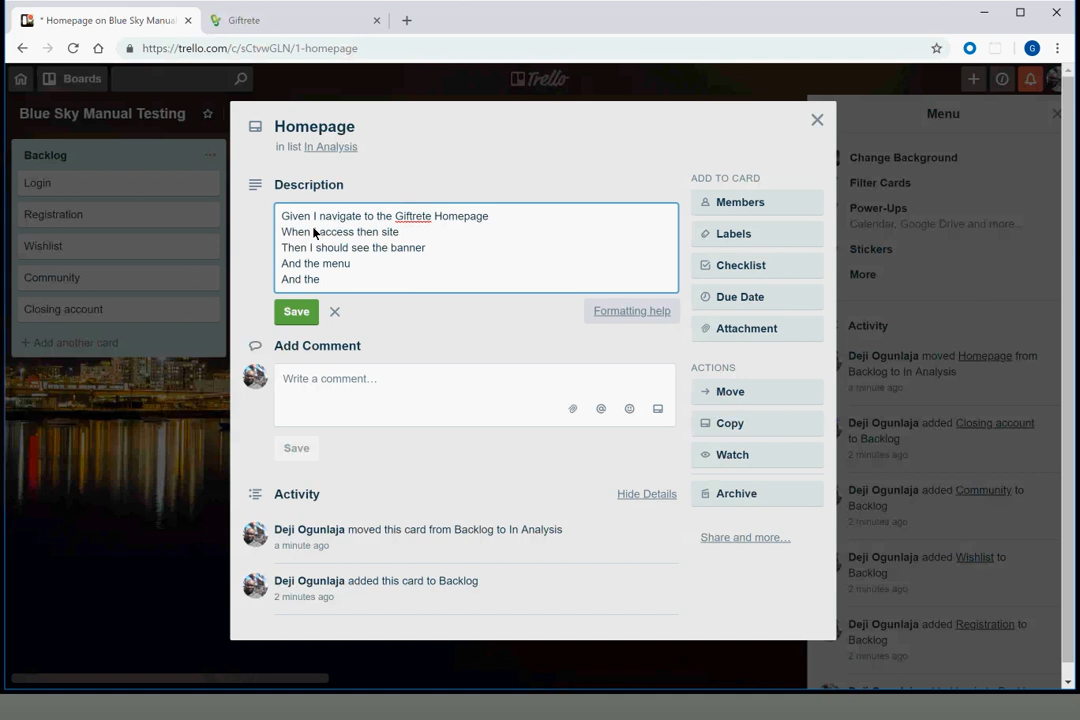 * Homepage on Blue Sky Manual
Giftrete
https://trello.com/c/sCtvwGLN/1-homepage
G
Boards
Trello
Blue Sky Manual Testing
Backlog
Login
Registration
Wishlist
Community
Closing account
+ Add another card
Homepage
in list In Analysis
Description
Given I navigate to the Giftrete Homepage
When I access then site
Then I should see the banner
And the menu
And the
Save
Formatting help
Add Comment
Write a comment…
Save
Activity
Hide Details
Deji Ogunlaja moved this card from Backlog to In Analysis
a minute ago
Deji Ogunlaja added this card to Backlog
2 minutes ago
ADD TO CARD
Members
Labels
Checklist
Due Date
Attachment
ACTIONS
Move
Copy
Watch
Archive
Share and more…
Menu
Change Background
Filter Cards
Power-Ups
Calendar, Google Drive and more...
Stickers
More
Activity
Deji Ogunlaja moved Homepage from
Backlog to In Analysis
a minute ago
Deji Ogunlaja added Closing account
to Backlog
2 minutes ago
Deji Ogunlaja added Community to
Backlog
2 minutes ago
Deji Ogunlaja added Wishlist to
Backlog
2 minutes ago
Deji Ogunlaja added Registration to
Backlog
2 minutes ago